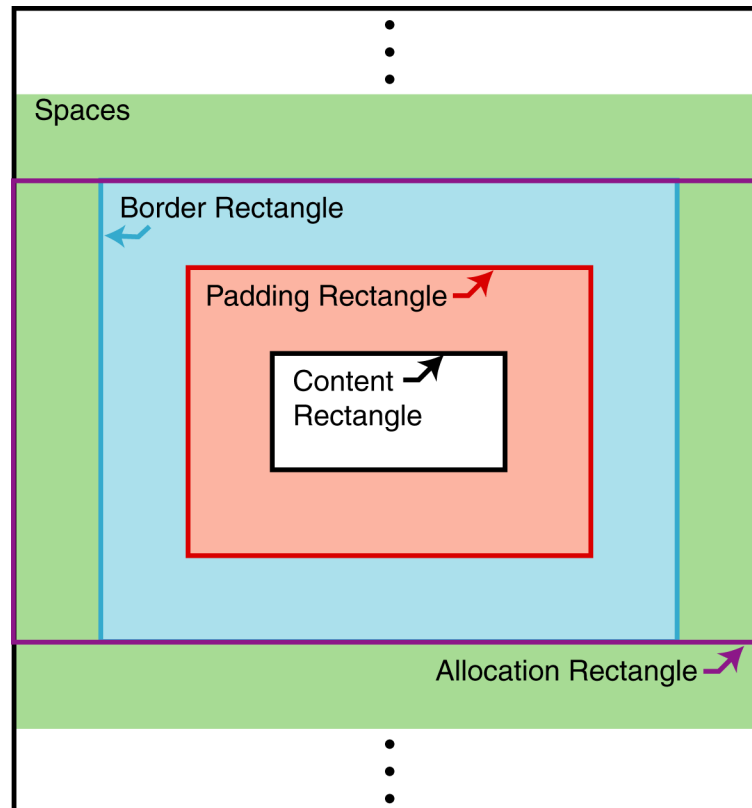 Spaces
Border Rectangle
Padding Rectangle
Content
Rectangle
Allocation Rectangle